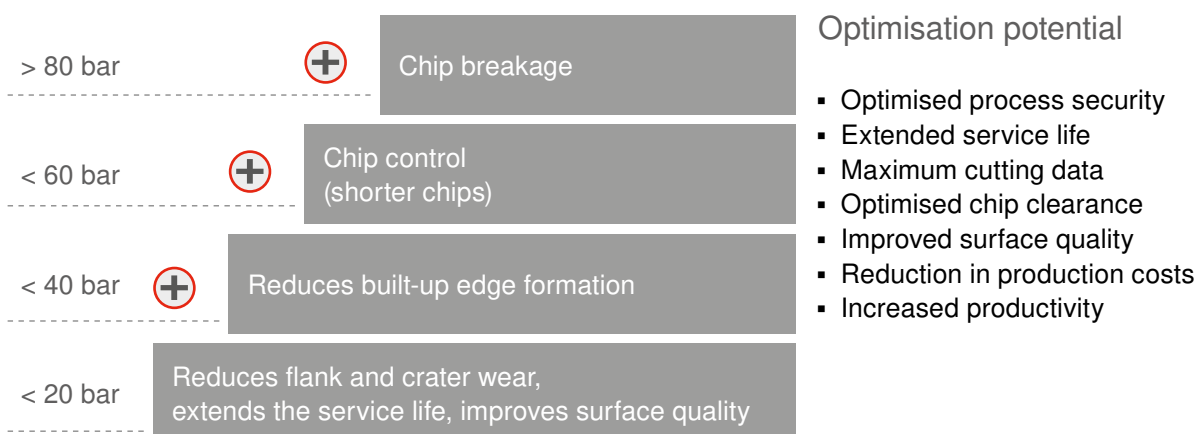 > 80 bar
Chip breakage
< 60 bar
Chip control
(shorter chips)
< 40 bar
Reduces built-up edge formation
< 20 bar
Reduces flank and crater wear,
extends the service life, improves surface quality
Optimisation potential
▪ Optimised process security
▪ Extended service life
▪ Maximum cutting data
▪ Optimised chip clearance
▪ Improved surface quality
▪ Reduction in production costs
▪ Increased productivity